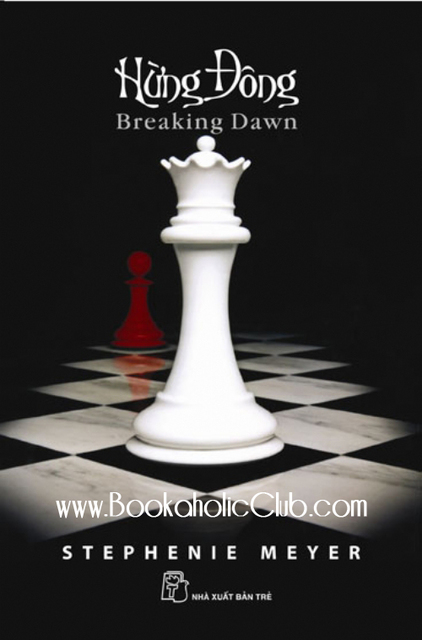 Hừng Đông
Breaking Dawn
www.BookaholicClub.com
STEPHENIE MEYER
NHÀ XUẤT BẢN TRẺ